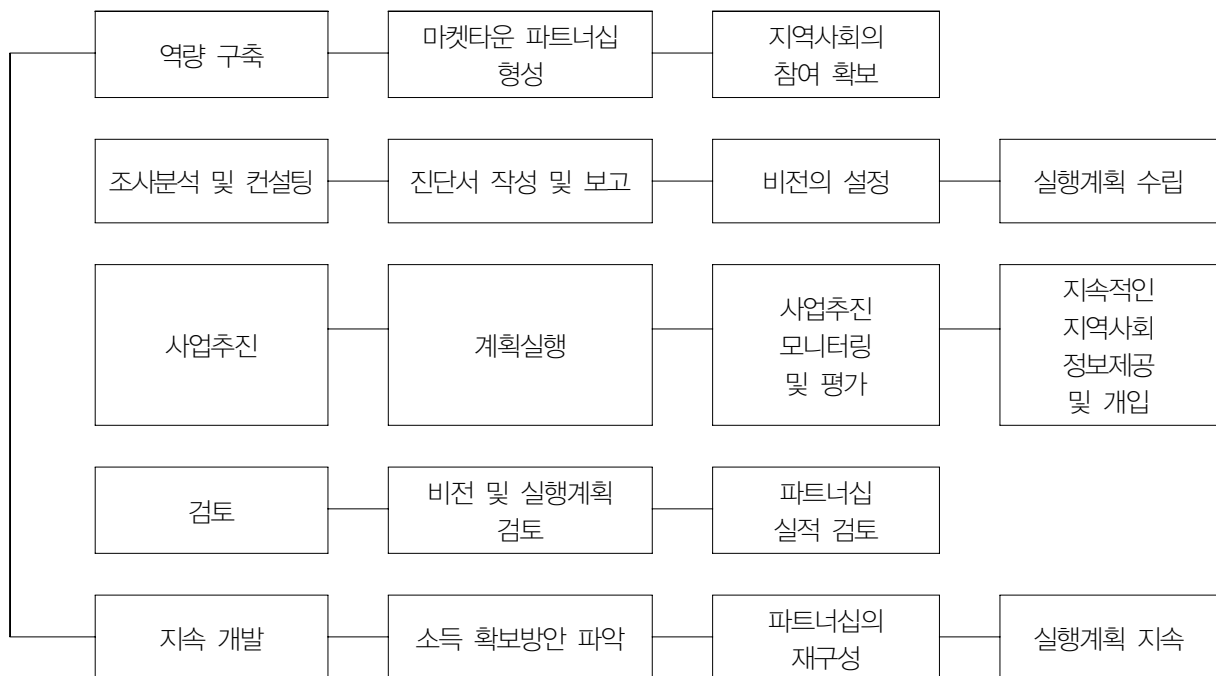 역량 구축
마켓타운 파트너십
형성
지역사회의
참여 확보
조사분석 및 컨설팅
진단서 작성 및 보고
비전의 설정
실행계획 수립
사업추진
계획실행
사업추진
모니터링
및 평가
지속적인
지역사회
정보제공
및 개입
검토
비전 및 실행계획
검토
파트너십
실적 검토
지속 개발
소득 확보방안 파악
파트너십의
재구성
실행계획 지속